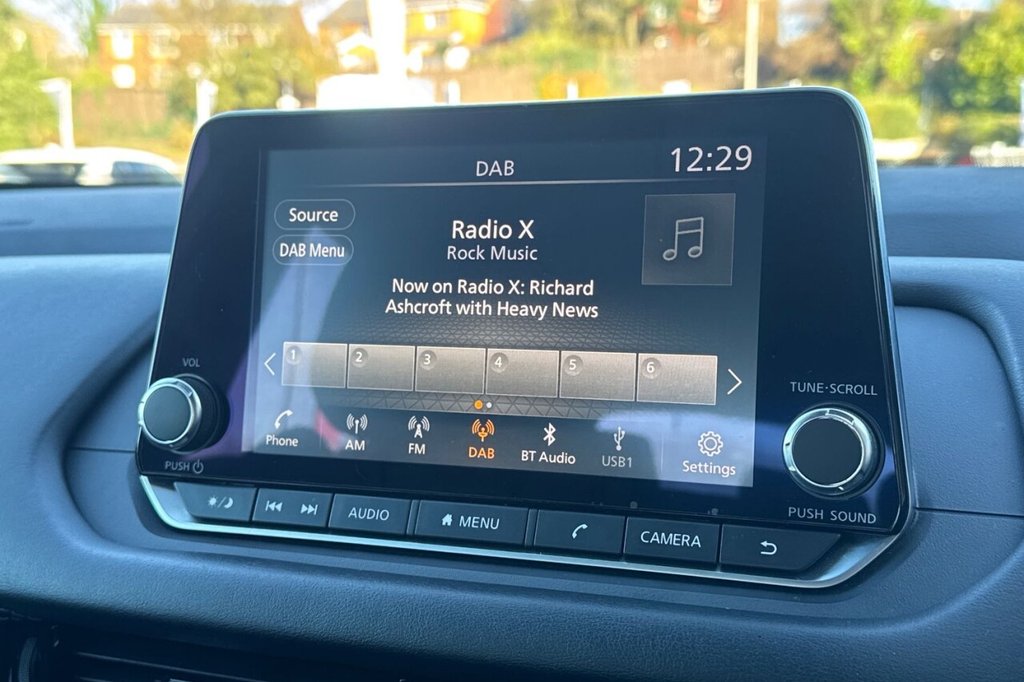 DAB
12:29
Source
DAB Menu
Radio X
Rock Music
Now on Radio X: Richard
Ashcroft with Heavy News
1 2 3 4 5 6
Phone
AM
FM
DAB
BT Audio
USB1
Settings
VOL
PUSH
TUNE·SCROLL
PUSH SOUND
AUDIO
MENU
CAMERA